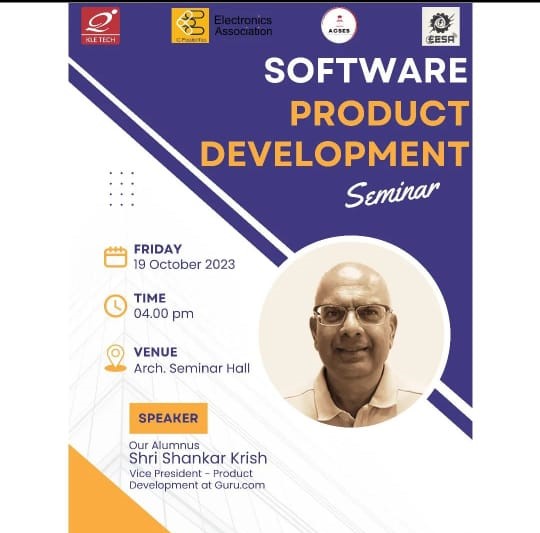 KLE TECH
Electronics
Association
ACSES
EESA
SOFTWARE
PRODUCT
DEVELOPMENT
Seminar
FRIDAY
19 October 2023
TIME
04.00 pm
VENUE
Arch. Seminar Hall
SPEAKER
Our Alumnus
Shri Shankar Krish
Vice President - Product
Development at Guru.com